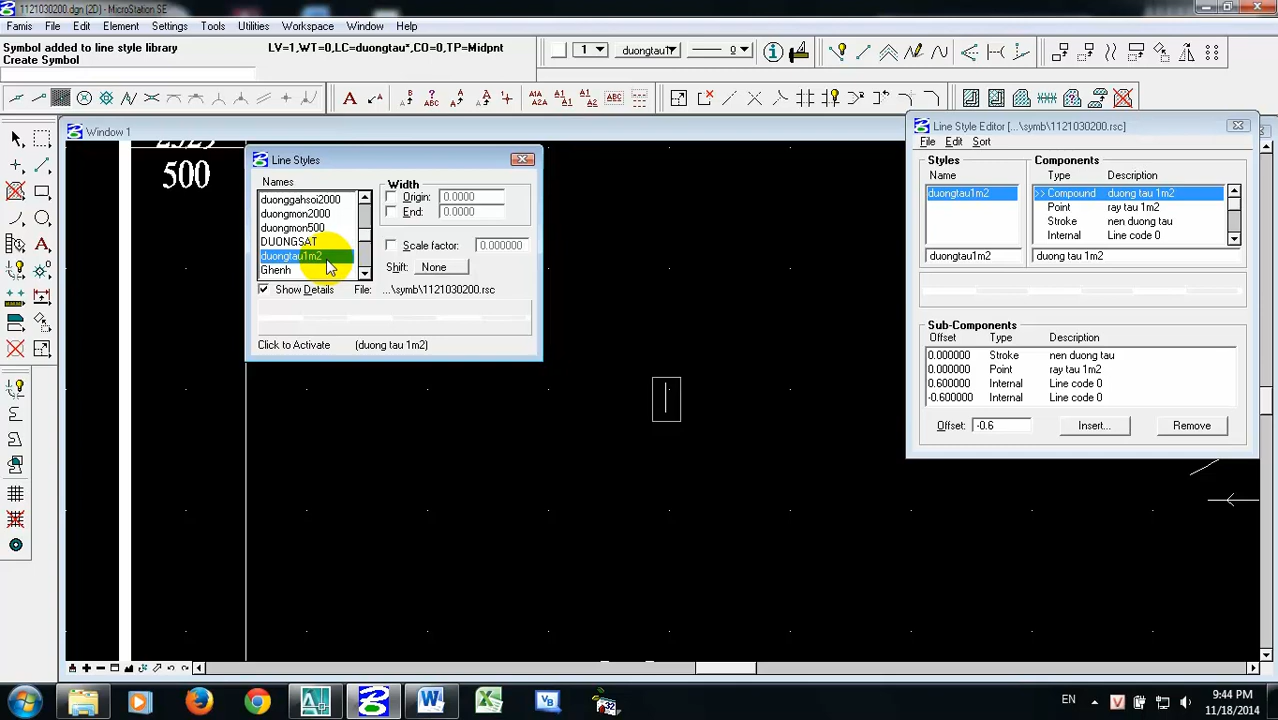 1121030200.dgn (2D) - MicroStation SE
Famis File Edit Element Settings Tools Utilities Workspace Window Help
Symbol added to line style library
LV=1,WT=0,LC=duongtau*,CO=0,TP=Midpnt
Create Symbol
1
duongtau1
0
Window 1
500
Line Styles
Names
duonggahsoi2000
duongmon2000
duongmon500
DUONGSAT
duongtau1m2
Ghenh
Width
Origin: 0.0000
End: 0.0000
Scale factor: 0.000000
Shift: None
Show Details File: ...\symb\1121030200.rsc
Click to Activate (duong tau 1m2)
Line Style Editor [...\symb\1121030200.rsc]
File Edit Sort
Styles
Name
duongtau1m2
duongtau1m2
Components
Type Description
>> Compound duong tau 1m2
Point ray tau 1m2
Stroke nen duong tau
Internal Line code 0
duong tau 1m2
Sub-Components
Offset Type Description
0.000000 Stroke nen duong tau
0.000000 Point ray tau 1m2
0.600000 Internal Line code 0
-0.600000 Internal Line code 0
Offset: -0.6 Insert... Remove
EN
9:44 PM
11/18/2014